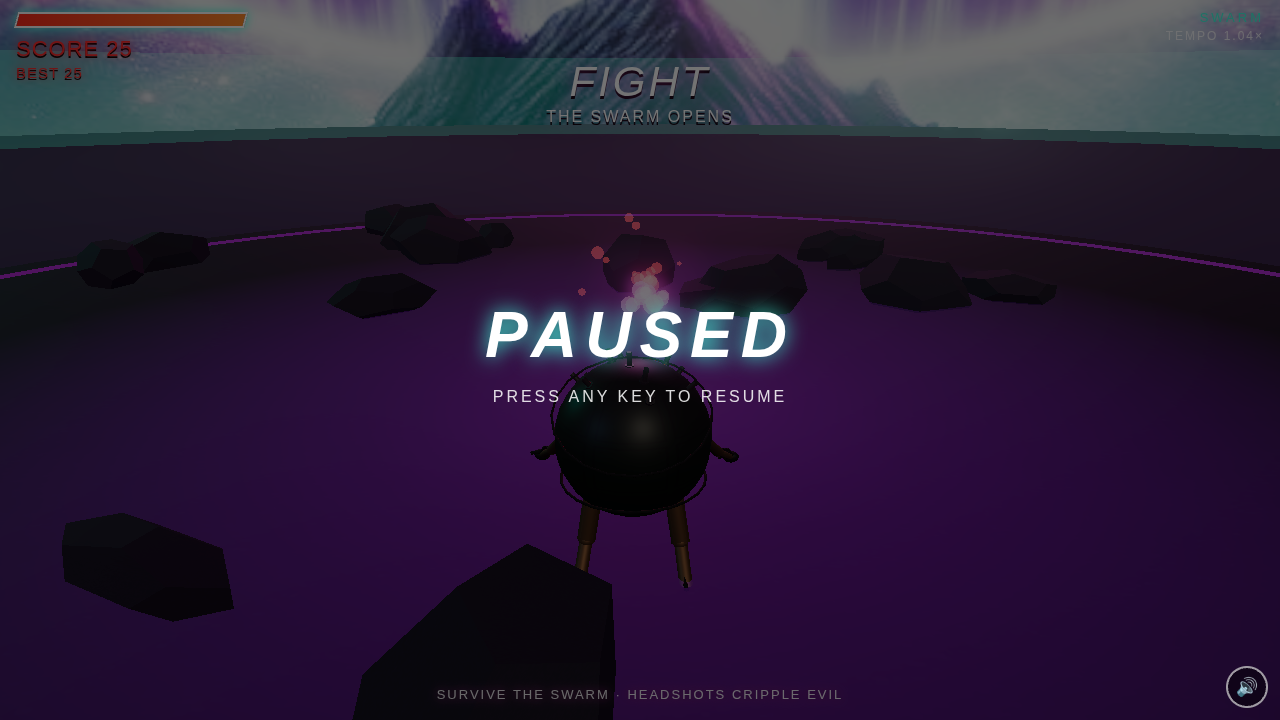 SCORE 25
BEST 25
TEMPO 1.04×
FIGHT
THE SWARM OPENS
PAUSED
PRESS ANY KEY TO RESUME
SURVIVE THE SWARM · HEADSHOTS CRIPPLE EVIL